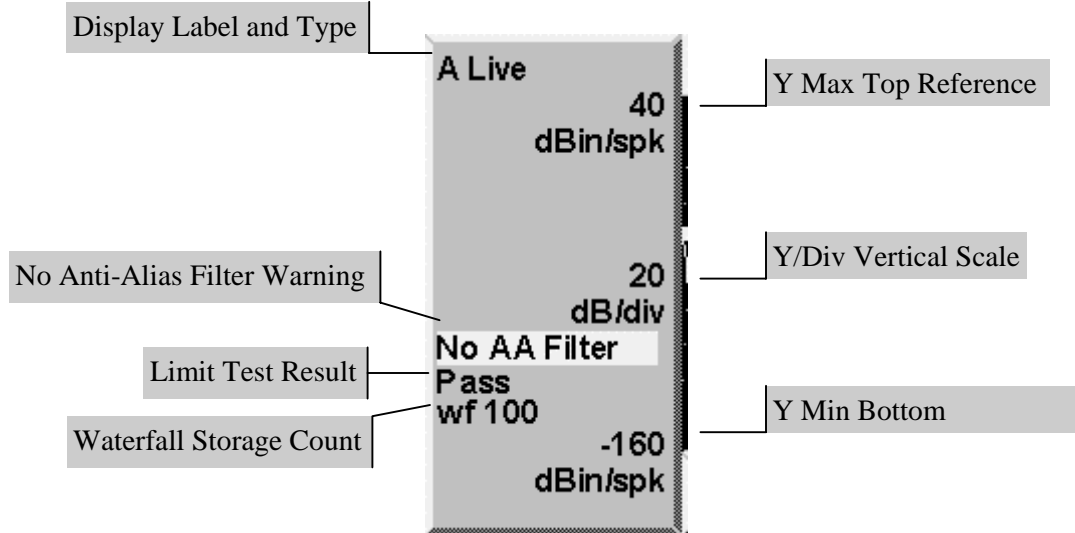 Display Label and Type
A Live
40
dBin/spk
Y Max Top Reference
20
dB/div
Y/Div Vertical Scale
No Anti-Alias Filter Warning
No AA Filter
Limit Test Result
Pass
wf 100
Waterfall Storage Count
-160
dBin/spk
Y Min Bottom